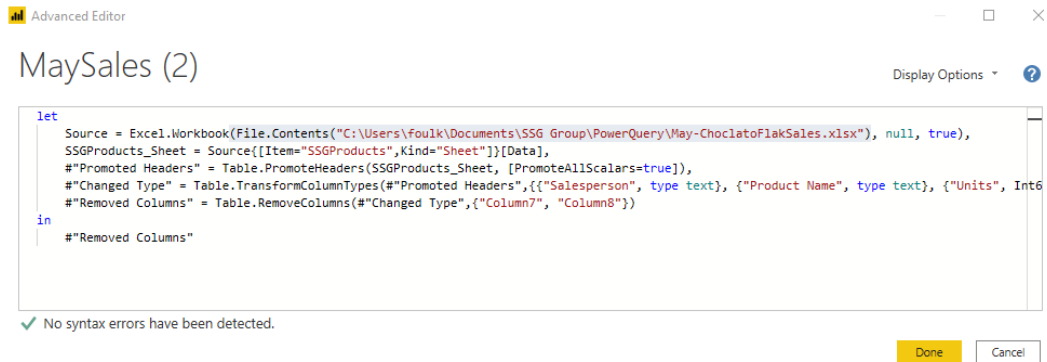 Advanced Editor
MaySales (2)
Display Options
?
let
Source = Excel.Workbook(File.Contents("C:\Users\foulk\Documents\SSG Group\PowerQuery\May-ChoclatoFlakSales.xlsx"), null, true),
SSGProducts_Sheet = Source{[Item="SSGProducts",Kind="Sheet"]}[Data],
#"Promoted Headers" = Table.PromoteHeaders(SSGProducts_Sheet, [PromoteAllScalars=true]),
#"Changed Type" = Table.TransformColumnTypes(#"Promoted Headers",{{"Salesperson", type text}, {"Product Name", type text}, {"Units", Int6
#"Removed Columns" = Table.RemoveColumns(#"Changed Type",{"Column7", "Column8"})
in
#"Removed Columns"
No syntax errors have been detected.
Done Cancel